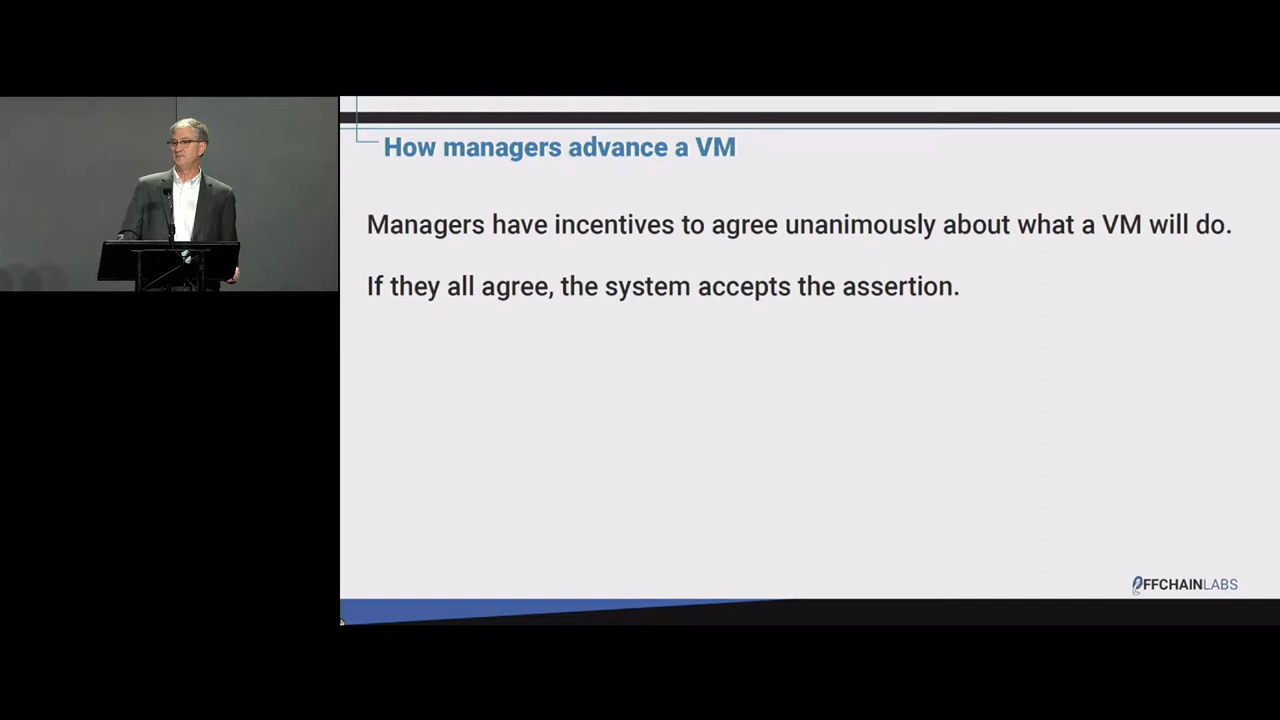 How managers advance a VM
Managers have incentives to agree unanimously about what a VM will do.
If they all agree, the system accepts the assertion.
OFFCHAINLABS